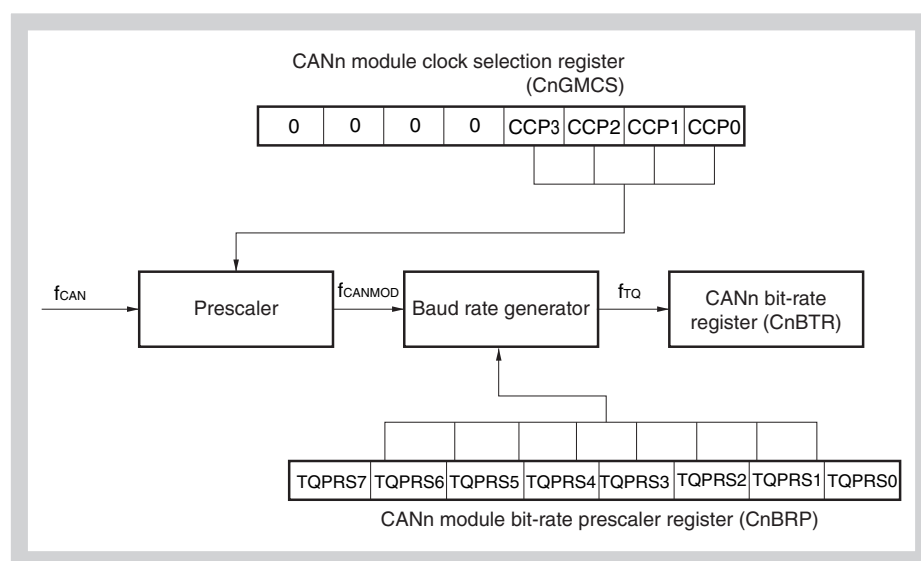 CANn module clock selection register
(CnGMCS)
0 0 0 0 CCP3 CCP2 CCP1 CCP0
fCAN
Prescaler
fCANMOD
Baud rate generator
fTQ
CANn bit-rate
register (CnBTR)
TQPRS7 TQPRS6 TQPRS5 TQPRS4 TQPRS3 TQPRS2 TQPRS1 TQPRS0
CANn module bit-rate prescaler register (CnBRP)